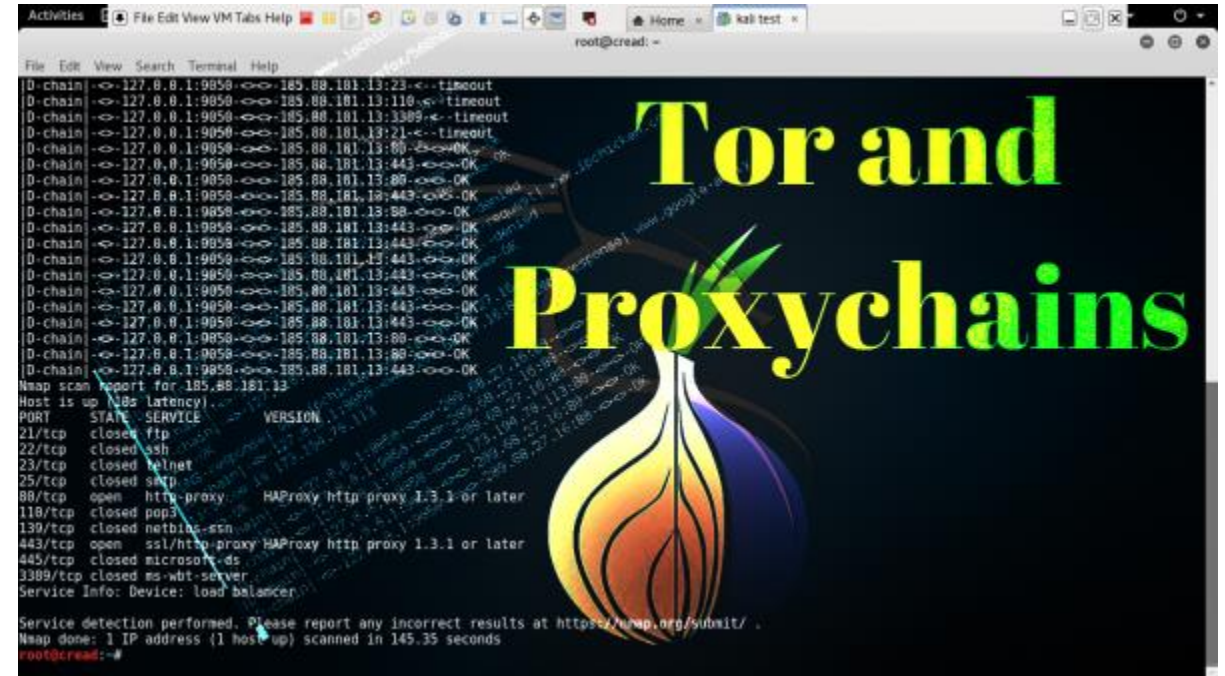 Activities
File Edit View VM Tabs Help
Home ×
kali test ×
root@cread: ~
File Edit View Search Terminal Help
|D-chain|-<>-127.0.0.1:9050-<><>-185.88.181.13:23-<--timeout
|D-chain|-<>-127.0.0.1:9050-<><>-185.88.181.13:110-<--timeout
|D-chain|-<>-127.0.0.1:9050-<><>-185.88.181.13:3389-<--timeout
|D-chain|-<>-127.0.0.1:9050-<><>-185.88.181.13:21-<--timeout
|D-chain|-<>-127.0.0.1:9050-<><>-185.88.181.13:80-<><>-OK
|D-chain|-<>-127.0.0.1:9050-<><>-185.88.181.13:443-<><>-OK
|D-chain|-<>-127.0.0.1:9050-<><>-185.88.181.13:80-<><>-OK
|D-chain|-<>-127.0.0.1:9050-<><>-185.88.181.13:443-<><>-OK
|D-chain|-<>-127.0.0.1:9050-<><>-185.88.181.13:80-<><>-OK
|D-chain|-<>-127.0.0.1:9050-<><>-185.88.181.13:443-<><>-OK
|D-chain|-<>-127.0.0.1:9050-<><>-185.88.181.13:443-<><>-OK
|D-chain|-<>-127.0.0.1:9050-<><>-185.88.181.13:443-<><>-OK
|D-chain|-<>-127.0.0.1:9050-<><>-185.88.181.13:443-<><>-OK
|D-chain|-<>-127.0.0.1:9050-<><>-185.88.181.13:443-<><>-OK
|D-chain|-<>-127.0.0.1:9050-<><>-185.88.181.13:443-<><>-OK
|D-chain|-<>-127.0.0.1:9050-<><>-185.88.181.13:443-<><>-OK
|D-chain|-<>-127.0.0.1:9050-<><>-185.88.181.13:80-<><>-OK
|D-chain|-<>-127.0.0.1:9050-<><>-185.88.181.13:80-<><>-OK
|D-chain|-<>-127.0.0.1:9050-<><>-185.88.181.13:443-<><>-OK
Nmap scan report for 185.88.181.13
Host is up (10s latency).
PORT STATE SERVICE VERSION
21/tcp closed ftp
22/tcp closed ssh
23/tcp closed telnet
25/tcp closed smtp
80/tcp open http-proxy HAProxy http proxy 1.3.1 or later
110/tcp closed pop3
139/tcp closed netbios-ssn
443/tcp open ssl/http-proxy HAProxy http proxy 1.3.1 or later
445/tcp closed microsoft-ds
3389/tcp closed ms-wbt-server
Service Info: Device: load balancer
Service detection performed. Please report any incorrect results at https://nmap.org/submit/ .
Nmap done: 1 IP address (1 host up) scanned in 145.35 seconds
root@cread:~#
Tor and
Proxychains